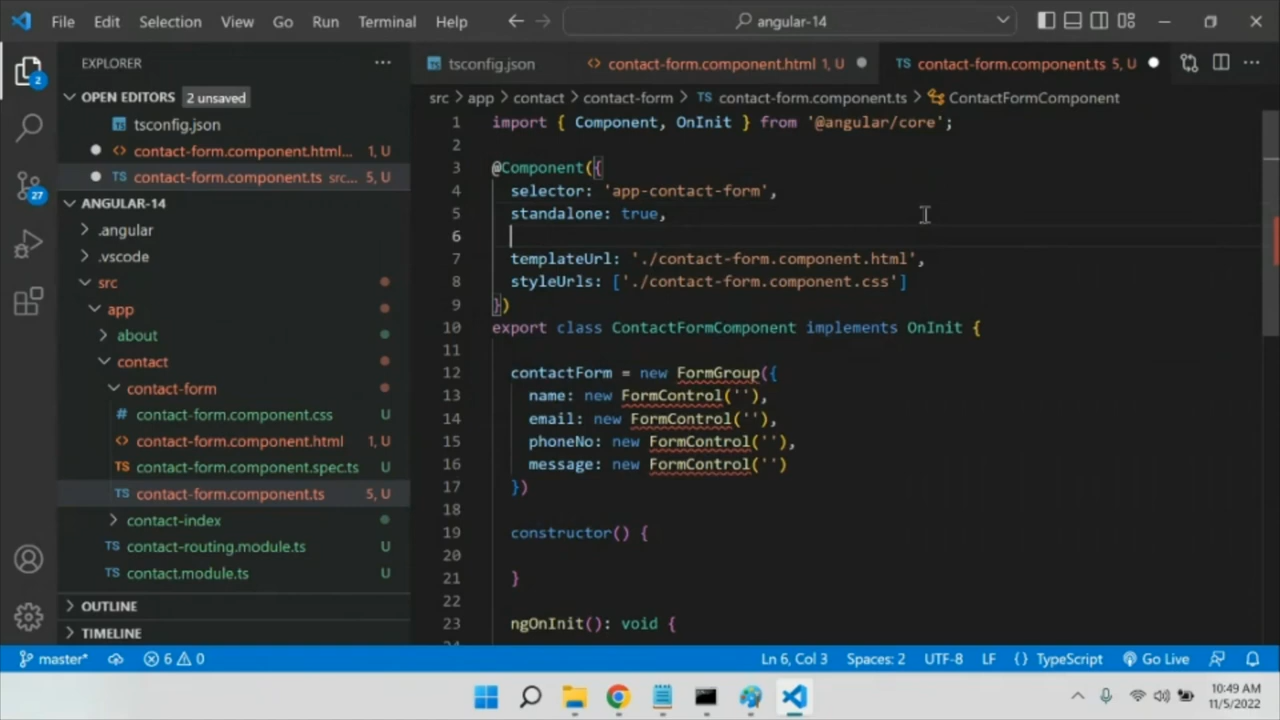 File Edit Selection View Go Run Terminal Help angular-14
EXPLORER
OPEN EDITORS 2 unsaved
tsconfig.json
contact-form.component.html... 1, U
contact-form.component.ts src... 5, U
ANGULAR-14
.angular
.vscode
src
app
about
contact
contact-form
contact-form.component.css U
contact-form.component.html 1, U
contact-form.component.spec.ts U
contact-form.component.ts 5, U
contact-index
contact-routing.module.ts U
contact.module.ts U
OUTLINE
TIMELINE
2
27
tsconfig.json contact-form.component.html 1, U contact-form.component.ts 5, U
src > app > contact > contact-form > TS contact-form.component.ts > ContactFormComponent
1 import { Component, OnInit } from '@angular/core';
2
3 @Component({
4 selector: 'app-contact-form',
5 standalone: true,
6
7 templateUrl: './contact-form.component.html',
8 styleUrls: ['./contact-form.component.css']
9 })
10 export class ContactFormComponent implements OnInit {
11
12 contactForm = new FormGroup({
13 name: new FormControl(''),
14 email: new FormControl(''),
15 phoneNo: new FormControl(''),
16 message: new FormControl('')
17 })
18
19 constructor() {
20
21 }
22
23 ngOnInit(): void {
master* 6 0 Ln 6, Col 3 Spaces: 2 UTF-8 LF {} TypeScript Go Live
10:49 AM
11/5/2022